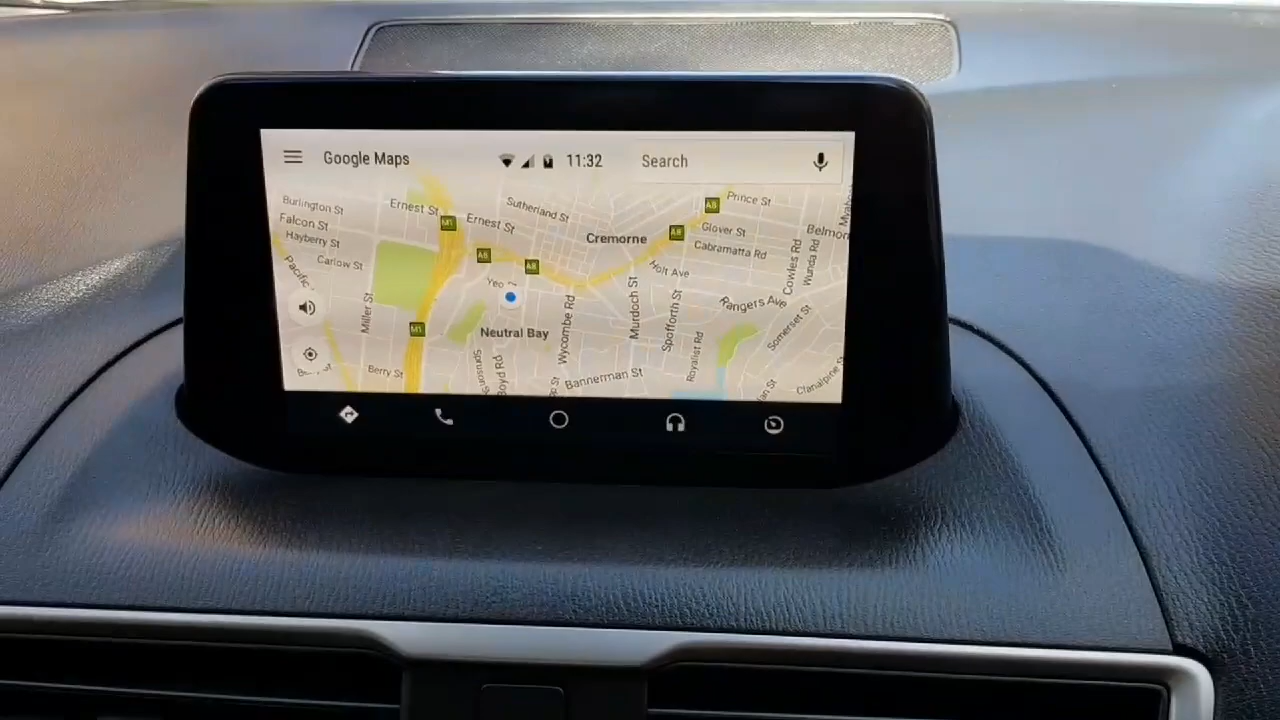 Google Maps
11:32
Search
Burlington St
Ernest St
Sutherland St
Prince St
A8
Falcon St
M1
Ernest St
A8
Glover St
Belmon
Hayberry St
Cremorne
Cabramatta Rd
Carlow St
A8
A8
Holt Ave
Cowles Rd
Wunda Rd
Pacific
Yeo
Miller St
Murdoch St
Spofforth St
Rangers Ave
Somerset St
M1
Neutral Bay
Wycombe Rd
Royalist Rd
Berry St
Boyd Rd
Bannerman St